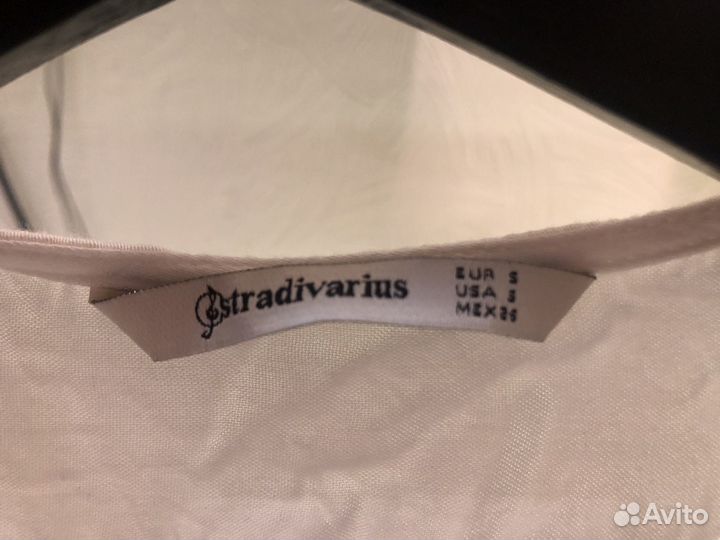 Stradivarius
EUR S
USA S
MEX 26
Avito